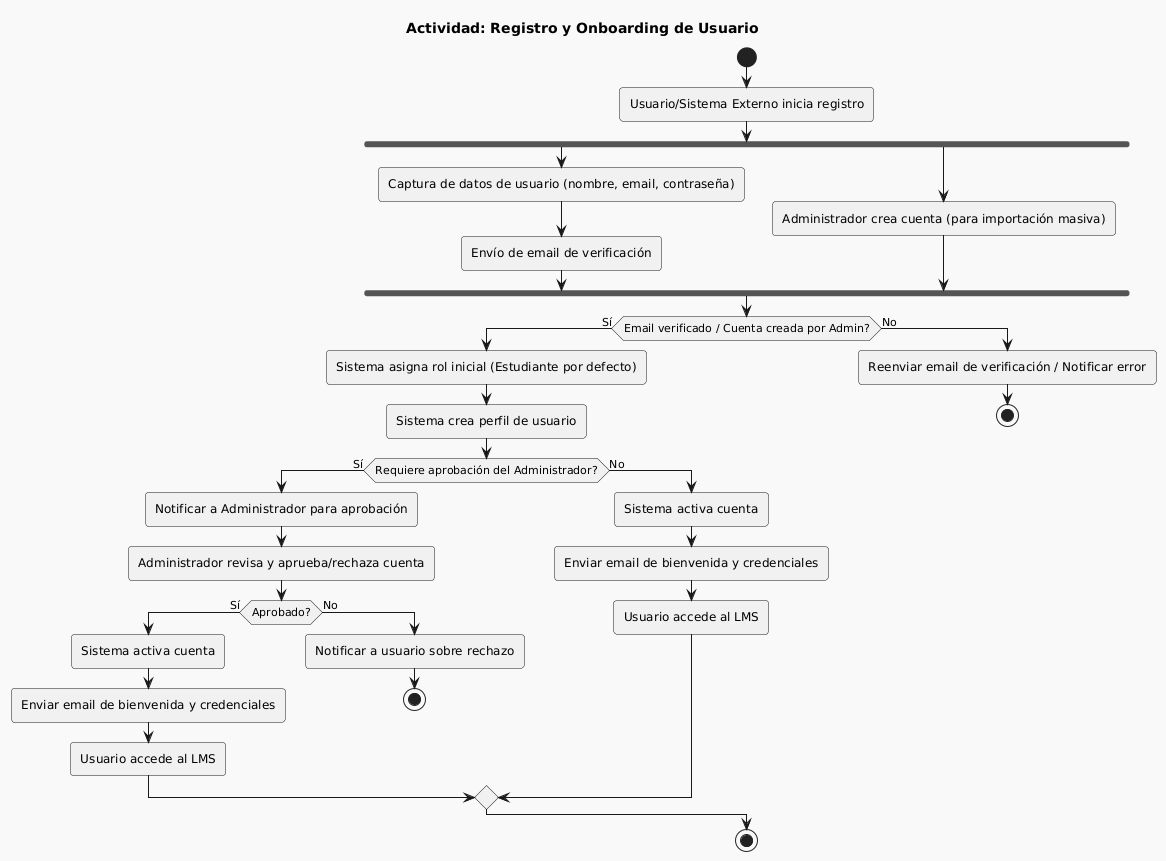 Actividad: Registro y Onboarding de Usuario
Usuario/Sistema Externo inicia registro
Captura de datos de usuario (nombre, email, contraseña)
Administrador crea cuenta (para importación masiva)
Envío de email de verificación
Sí
Email verificado / Cuenta creada por Admin?
No
Sistema asigna rol inicial (Estudiante por defecto)
Reenviar email de verificación / Notificar error
Sistema crea perfil de usuario
Sí
Requiere aprobación del Administrador?
No
Notificar a Administrador para aprobación
Sistema activa cuenta
Administrador revisa y aprueba/rechaza cuenta
Enviar email de bienvenida y credenciales
Sí
Aprobado?
No
Usuario accede al LMS
Sistema activa cuenta
Notificar a usuario sobre rechazo
Enviar email de bienvenida y credenciales
Usuario accede al LMS